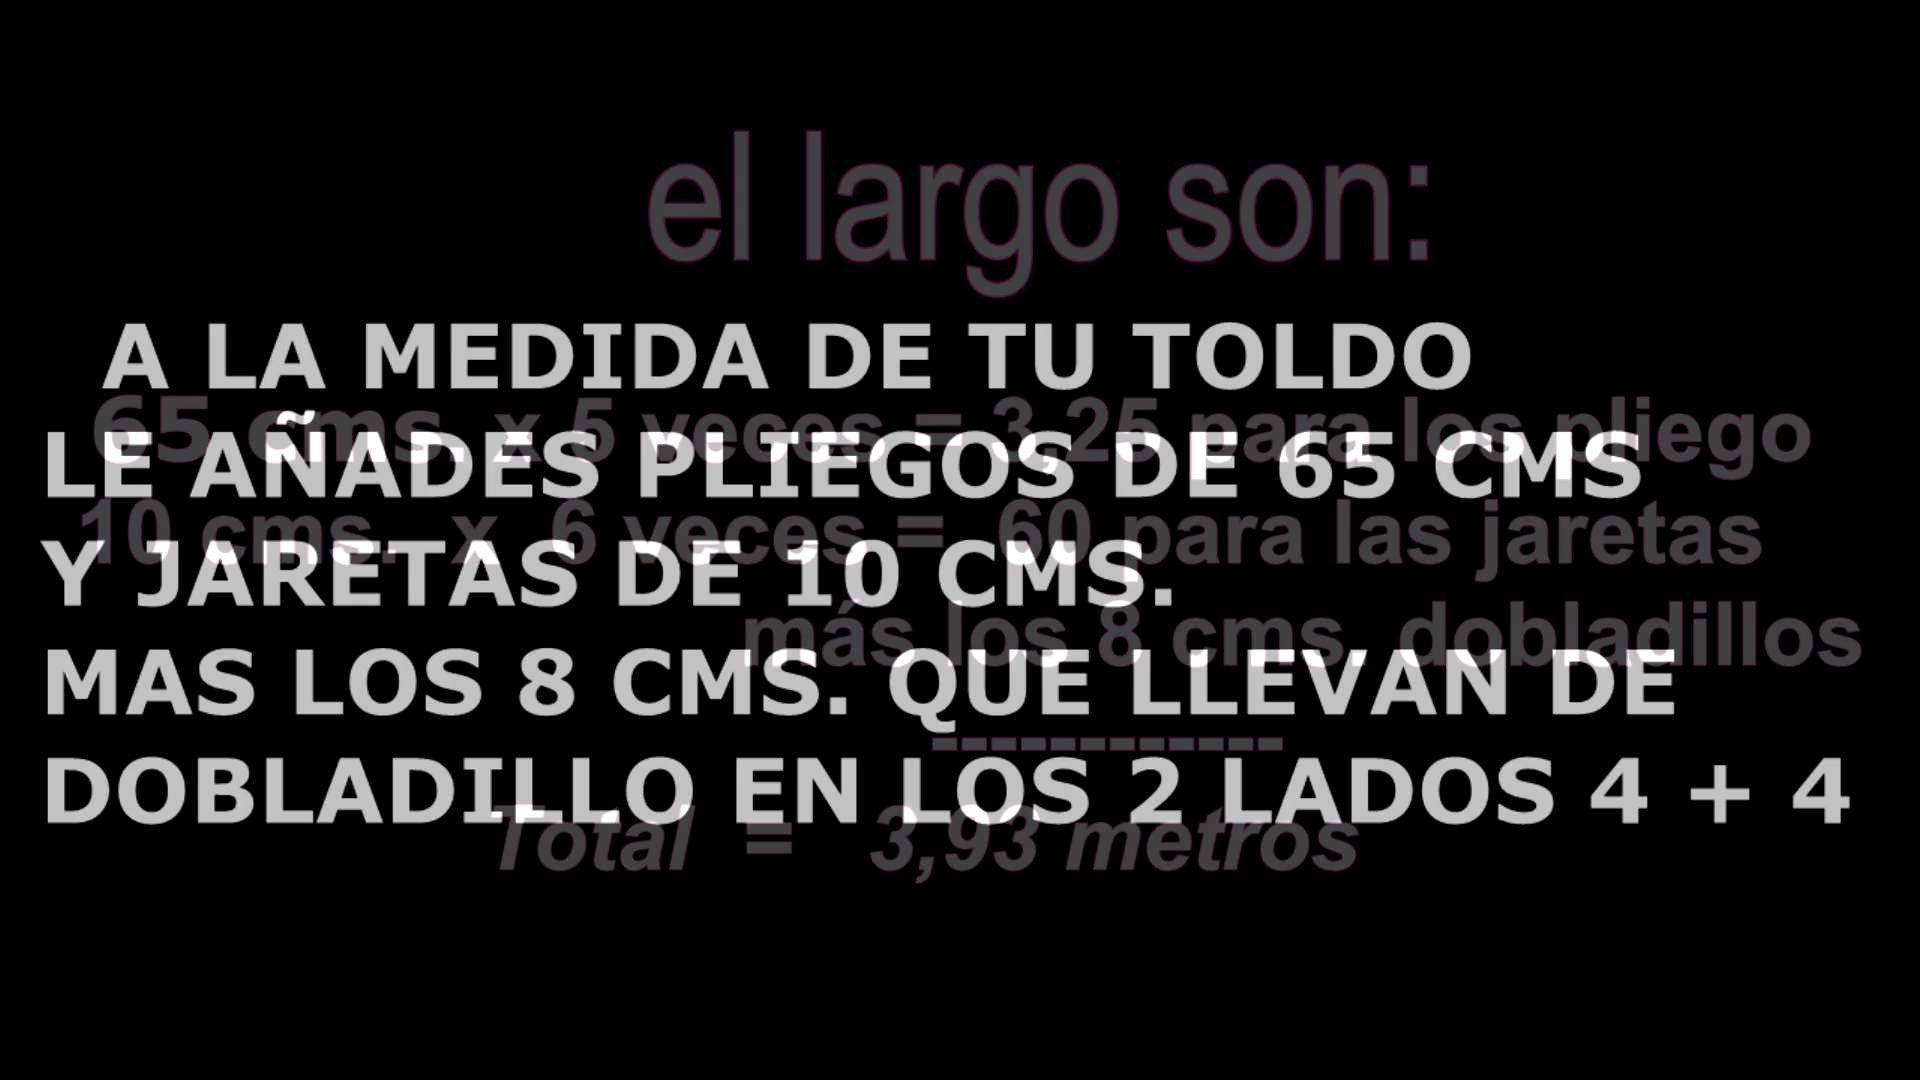 el largo son:
A LA MEDIDA DE TU TOLDO
65 cms. x 5 veces = 3,25 para los pliego
LE AÑADES PLIEGOS DE 65 CMS
10 cms. x 6 veces = 60 para las jaretas
Y JARETAS DE 10 CMS.
más los 8 cms. dobladillos
MAS LOS 8 CMS. QUE LLEVAN DE
------------
DOBLADILLO EN LOS 2 LADOS 4 + 4
Total = 3,93 metros